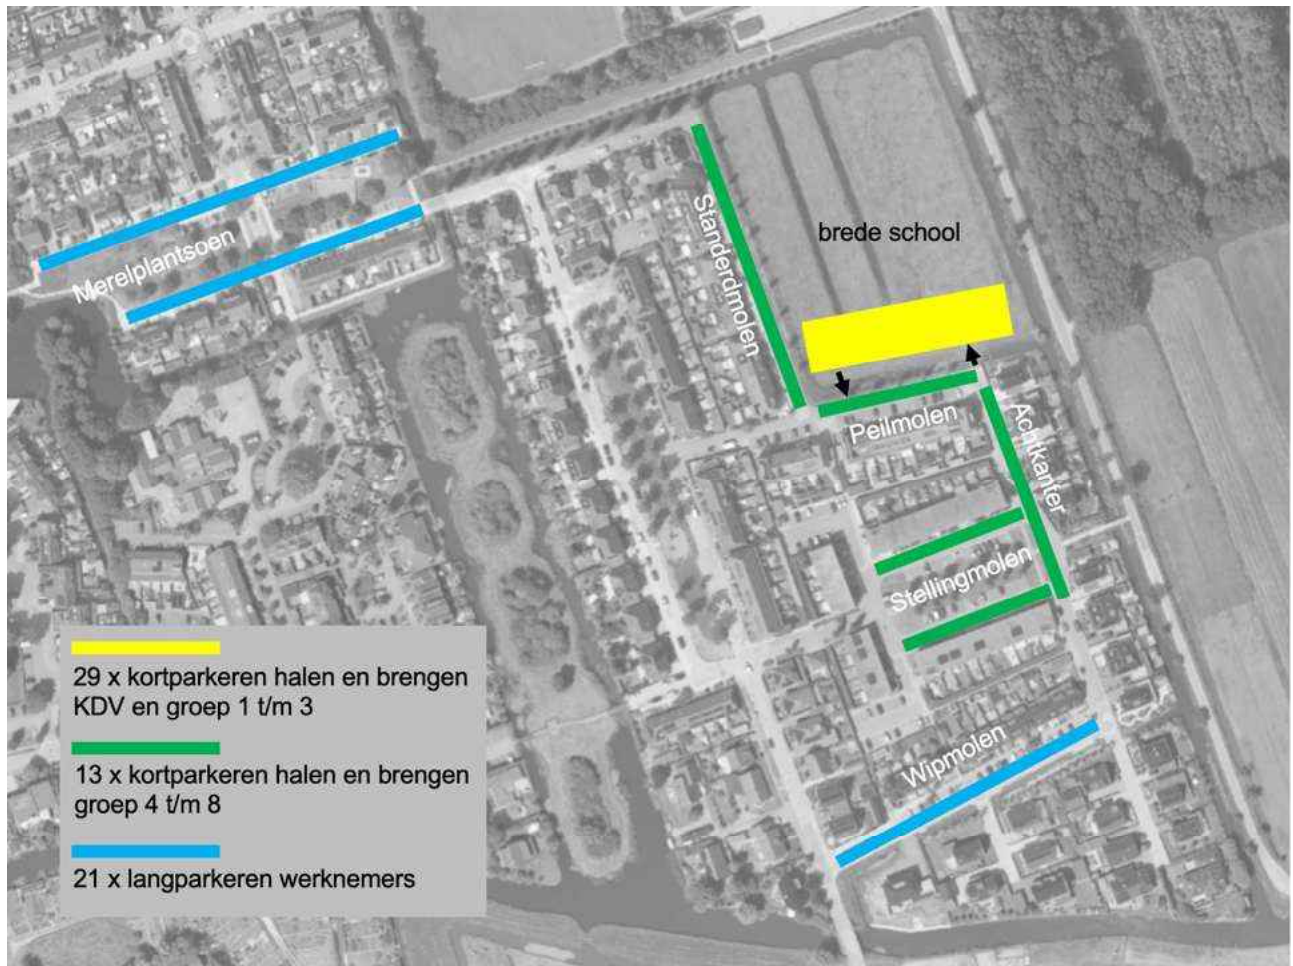 brede school
Standerdmolen
Merelplantsoen
Peilmolen
Achtkanter
Stellingmolen
Wipmolen
29 x kortparkeren halen en brengen
KDV en groep 1 t/m 3
13 x kortparkeren halen en brengen
groep 4 t/m 8
21 x langparkeren werknemers